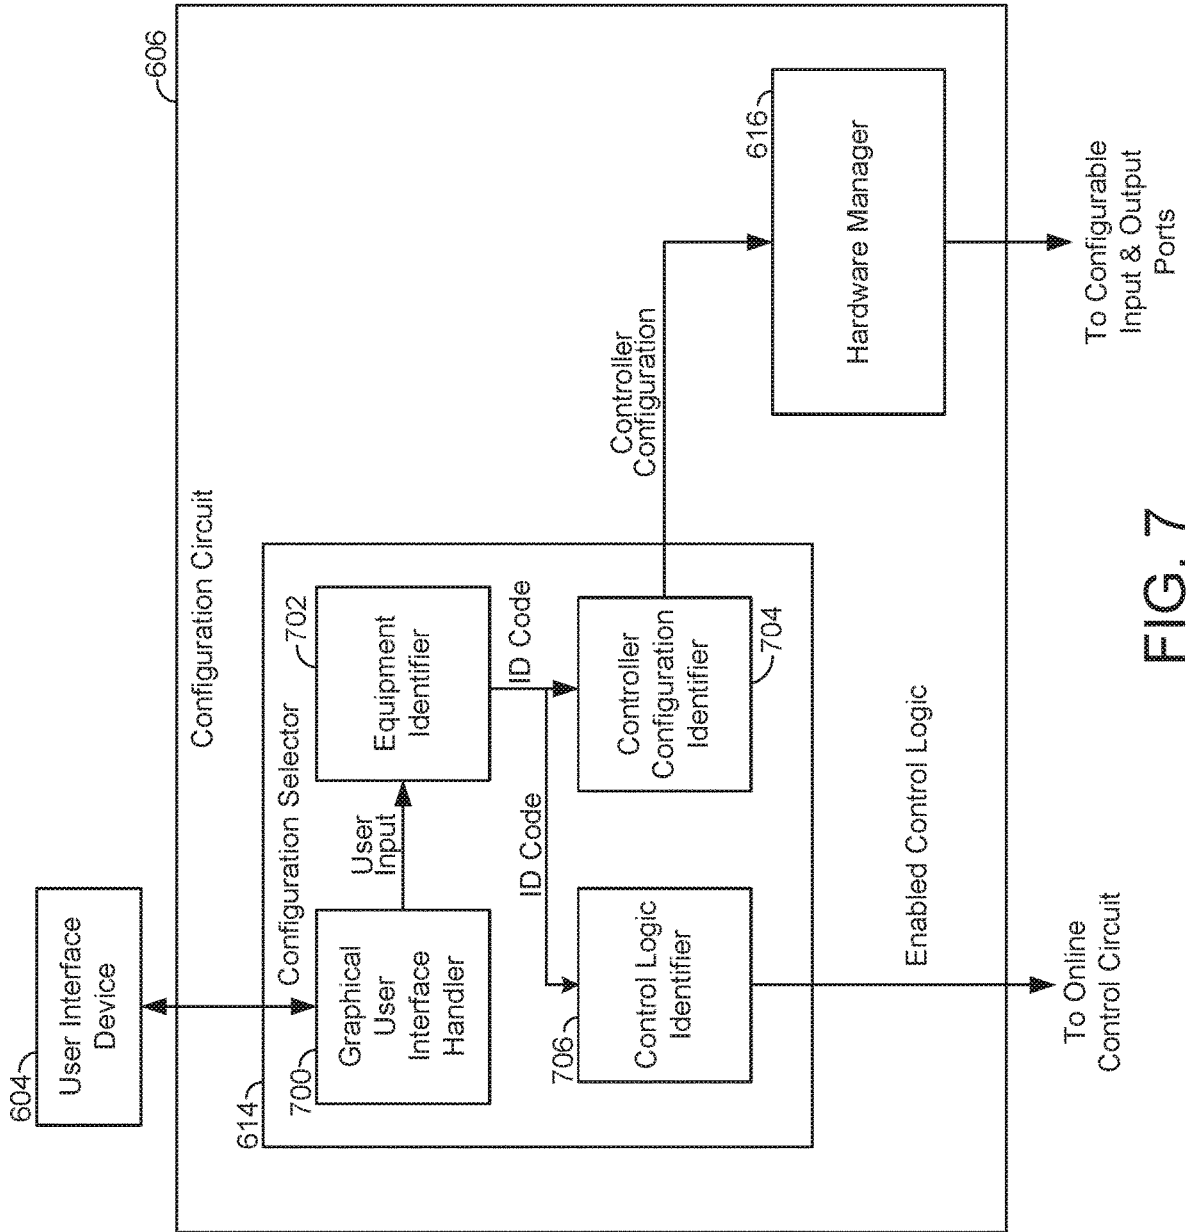 604
User Interface
Device
606
Configuration Circuit
614
Configuration Selector
700
Graphical
User
Interface
Handler
User
Input
702
Equipment
Identifier
ID Code
ID Code
706
Control Logic
Identifier
Controller
Configuration
Identifier
704
Controller
Configuration
616
Hardware Manager
Enabled Control Logic
To Online
Control Circuit
To Configurable
Input & Output
Ports
FIG. 7